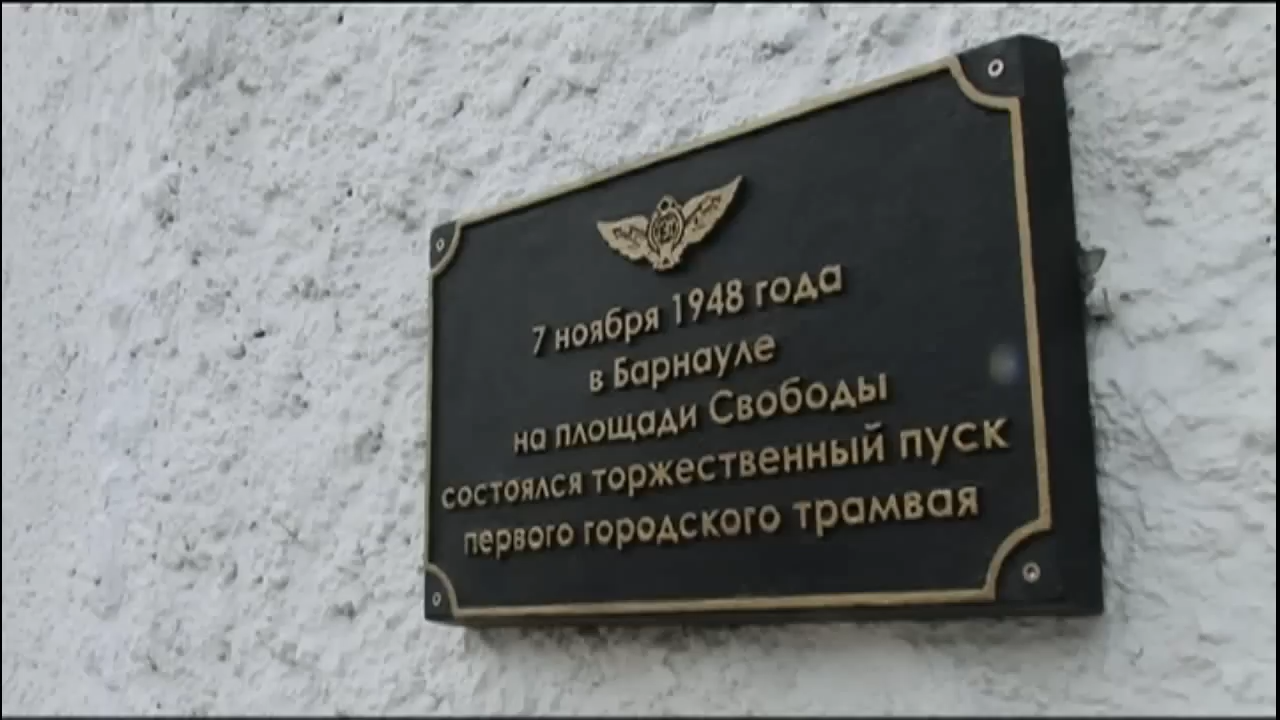 7 ноября 1948 года
в Барнауле
на площади Свободы
состоялся торжественный пуск
первого городского трамвая